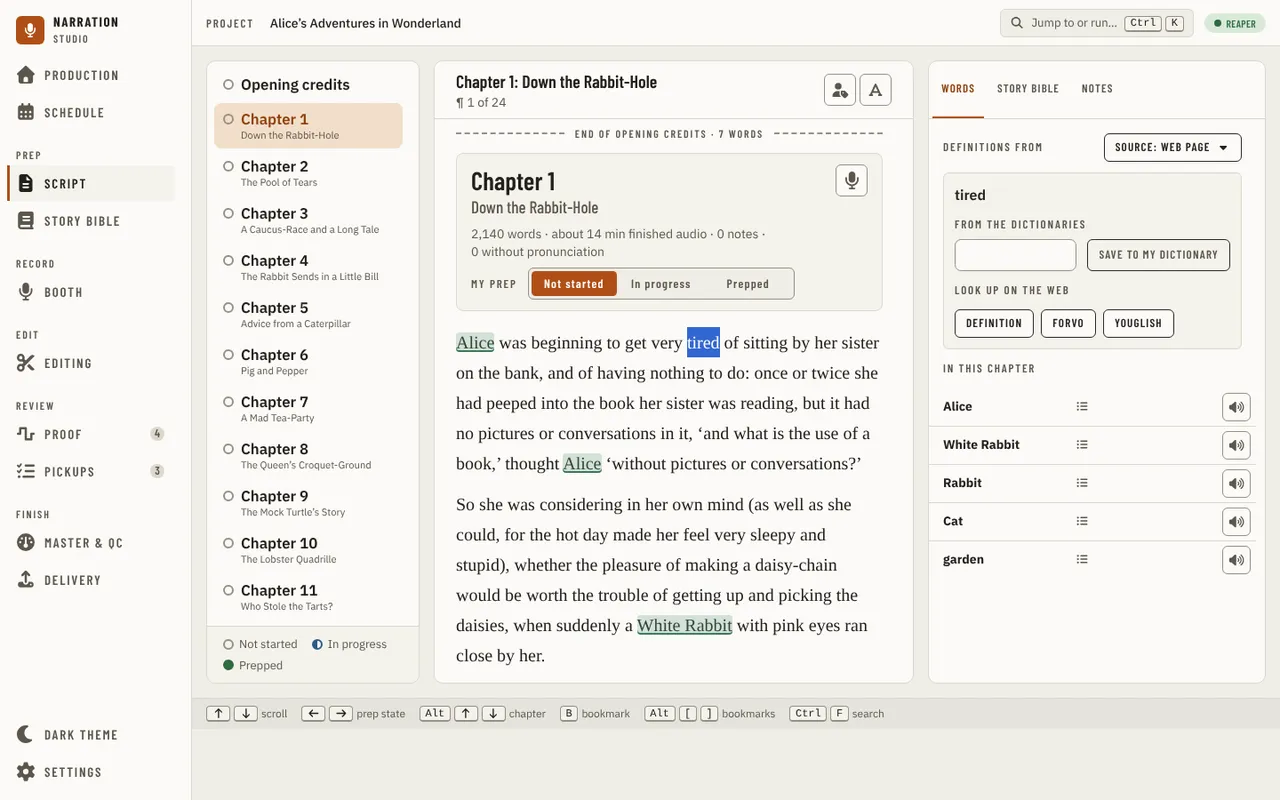 NARRATION
STUDIO
PRODUCTION
SCHEDULE
PREP
SCRIPT
STORY BIBLE
RECORD
BOOTH
EDIT
EDITING
REVIEW
PROOF 4
PICKUPS 3
FINISH
MASTER & QC
DELIVERY
DARK THEME
SETTINGS
PROJECT Alice’s Adventures in Wonderland
Jump to or run… Ctrl K
REAPER
Opening credits
Chapter 1
Down the Rabbit-Hole
Chapter 2
The Pool of Tears
Chapter 3
A Caucus-Race and a Long Tale
Chapter 4
The Rabbit Sends in a Little Bill
Chapter 5
Advice from a Caterpillar
Chapter 6
Pig and Pepper
Chapter 7
A Mad Tea-Party
Chapter 8
The Queen’s Croquet-Ground
Chapter 9
The Mock Turtle’s Story
Chapter 10
The Lobster Quadrille
Chapter 11
Who Stole the Tarts?
Not started In progress
Prepped
Chapter 1: Down the Rabbit-Hole
¶ 1 of 24
A
END OF OPENING CREDITS · 7 WORDS
Chapter 1
Down the Rabbit-Hole
2,140 words · about 14 min finished audio · 0 notes ·
0 without pronunciation
MY PREP Not started In progress Prepped
Alice was beginning to get very tired of sitting by her sister
on the bank, and of having nothing to do: once or twice she
had peeped into the book her sister was reading, but it had
no pictures or conversations in it, ‘and what is the use of a
book,’ thought Alice ‘without pictures or conversations?’
So she was considering in her own mind (as well as she
could, for the hot day made her feel very sleepy and
stupid), whether the pleasure of making a daisy-chain
would be worth the trouble of getting up and picking the
daisies, when suddenly a White Rabbit with pink eyes ran
close by her.
WORDS STORY BIBLE NOTES
DEFINITIONS FROM SOURCE: WEB PAGE
tired
FROM THE DICTIONARIES
SAVE TO MY DICTIONARY
LOOK UP ON THE WEB
DEFINITION FORVO YOUGLISH
IN THIS CHAPTER
Alice
White Rabbit
Rabbit
Cat
garden
↑ ↓ scroll ← → prep state Alt ↑ ↓ chapter B bookmark Alt [ ] bookmarks Ctrl F search